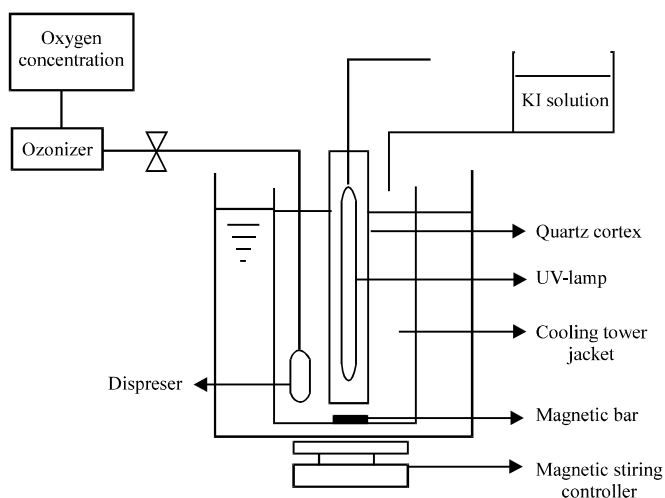 Oxygen
concentration
Ozonizer
KI solution
Quartz cortex
UV-lamp
Cooling tower
jacket
Dispreser
Magnetic bar
Magnetic stiring
controller